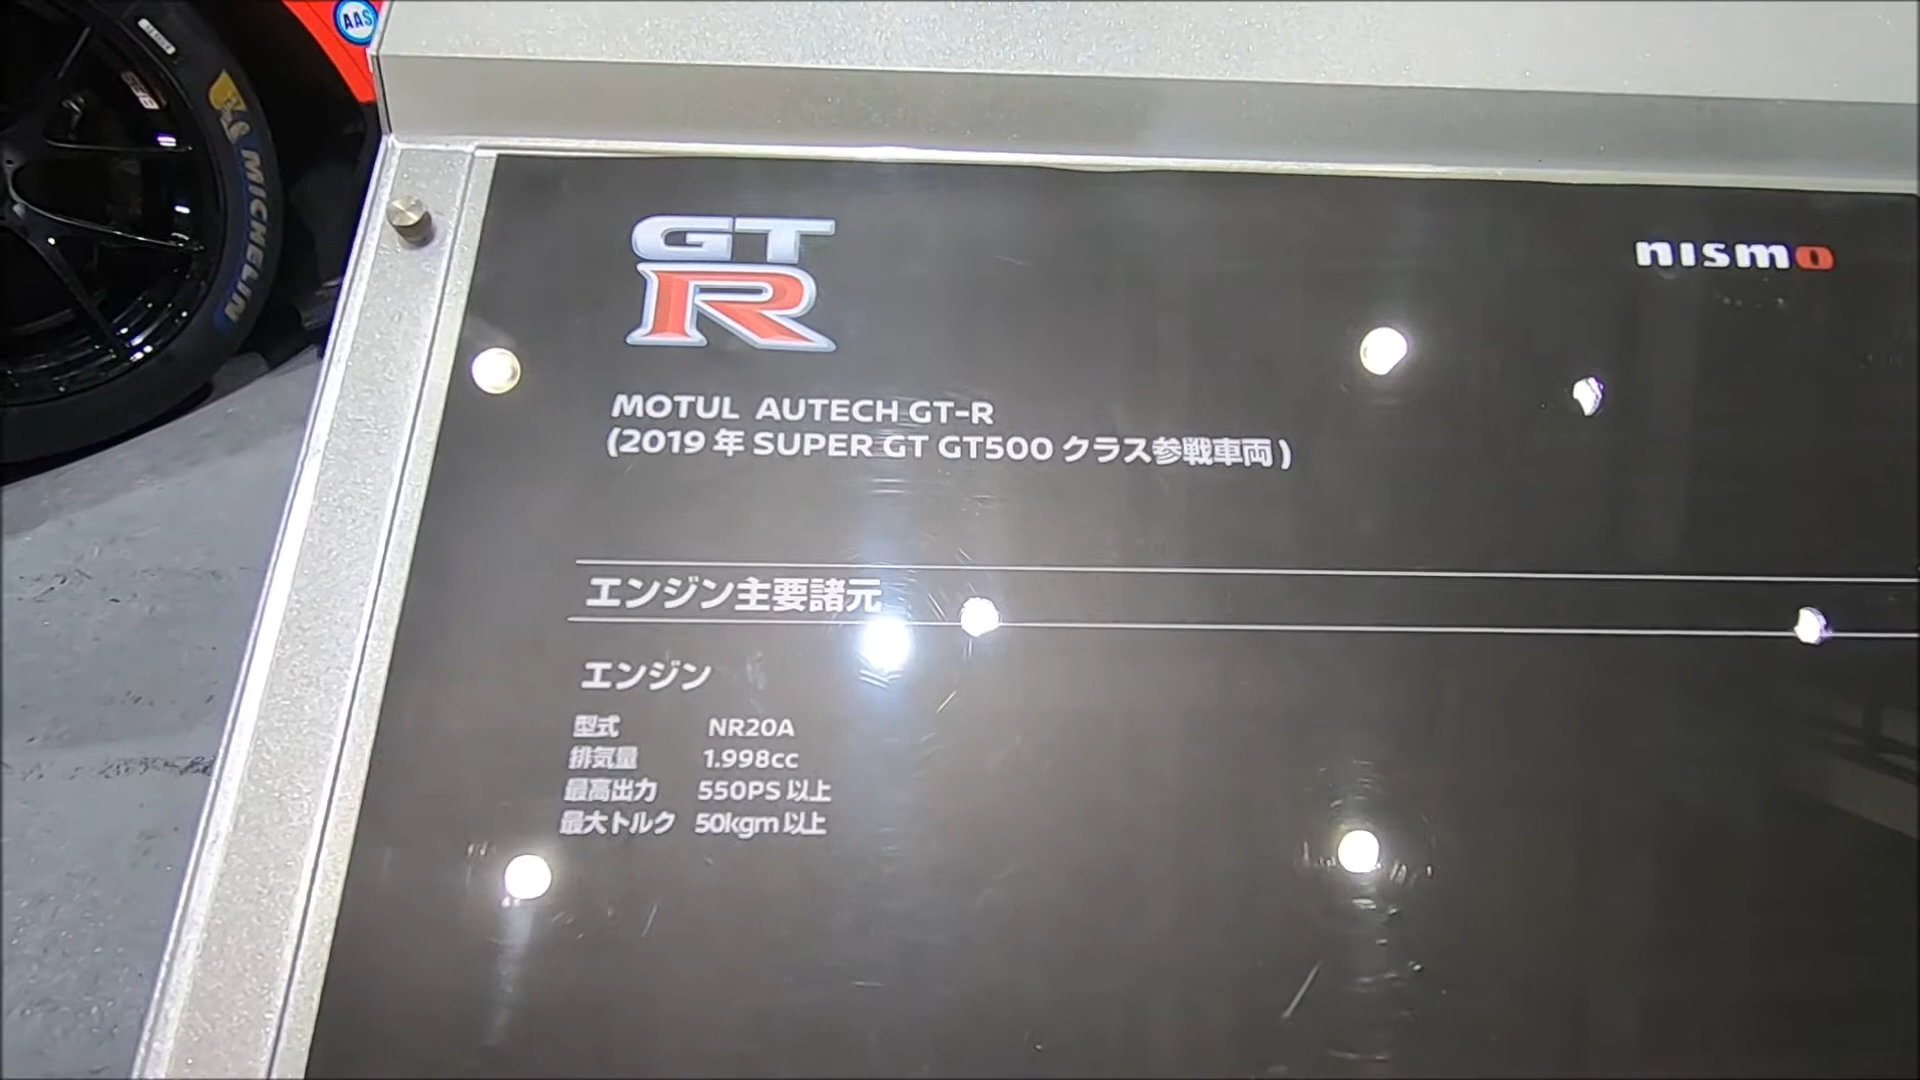 AAS
MICHELIN
GT
R
nismo
MOTUL AUTECH GT-R
(2019年 SUPER GT GT500 クラス参戦車両)
エンジン主要諸元
エンジン
型式 NR20A
排気量 1.998cc
最高出力 550PS 以上
最大トルク 50kgm 以上